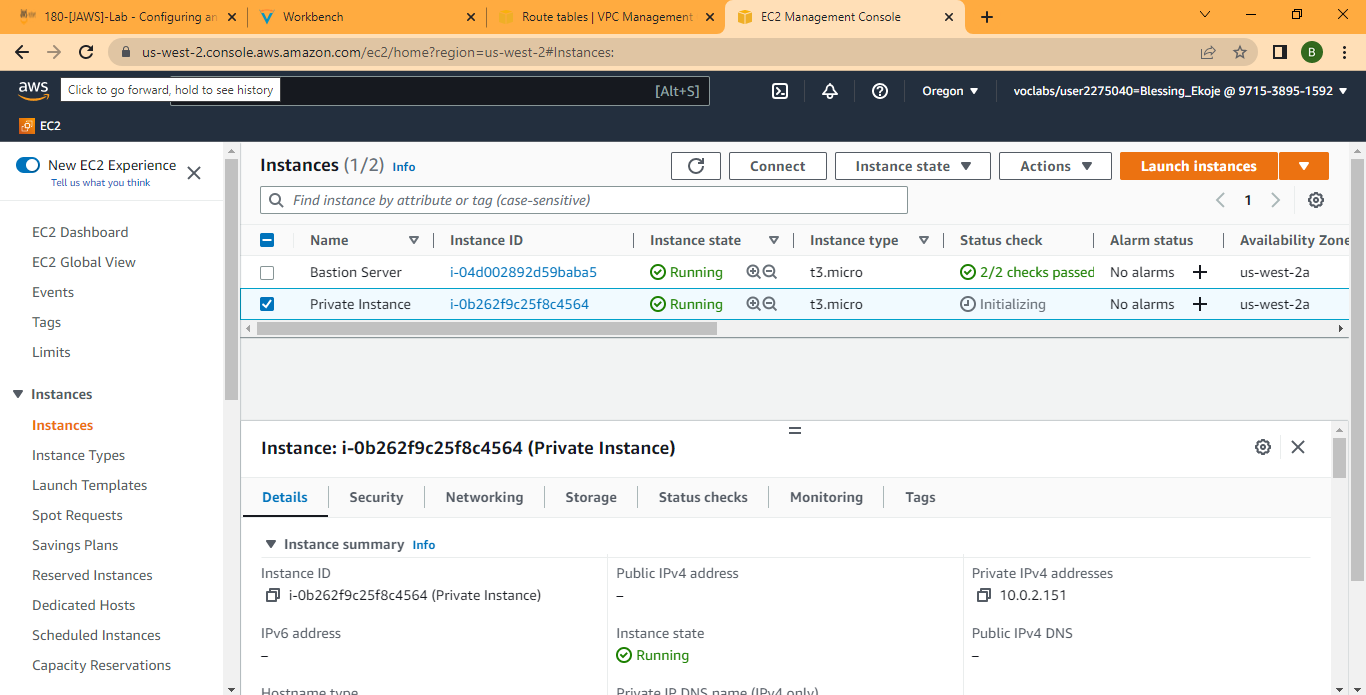 180-[JAWS]-Lab - Configuring an
Workbench
Route tables | VPC Management
EC2 Management Console
us-west-2.console.aws.amazon.com/ec2/home?region=us-west-2#Instances:
B
aws
Click to go forward, hold to see history
[Alt+S]
Oregon
voclabs/user2275040=Blessing_Ekoje @ 9715-3895-1592
EC2
New EC2 Experience
Tell us what you think
EC2 Dashboard
EC2 Global View
Events
Tags
Limits
Instances
Instances
Instance Types
Launch Templates
Spot Requests
Savings Plans
Reserved Instances
Dedicated Hosts
Scheduled Instances
Capacity Reservations
Instances (1/2) Info
Connect
Instance state
Actions
Launch instances
Find instance by attribute or tag (case-sensitive)
1
Name Instance ID Instance state Instance type Status check Alarm status Availability Zone
Bastion Server i-04d002892d59baba5 Running t3.micro 2/2 checks passed No alarms + us-west-2a
Private Instance i-0b262f9c25f8c4564 Running t3.micro Initializing No alarms + us-west-2a
Instance: i-0b262f9c25f8c4564 (Private Instance)
Details Security Networking Storage Status checks Monitoring Tags
Instance summary Info
Instance ID Public IPv4 address Private IPv4 addresses
i-0b262f9c25f8c4564 (Private Instance) – 10.0.2.151
IPv6 address Instance state Public IPv4 DNS
– Running –
Hostname type Private IP DNS name (IPv4 only)